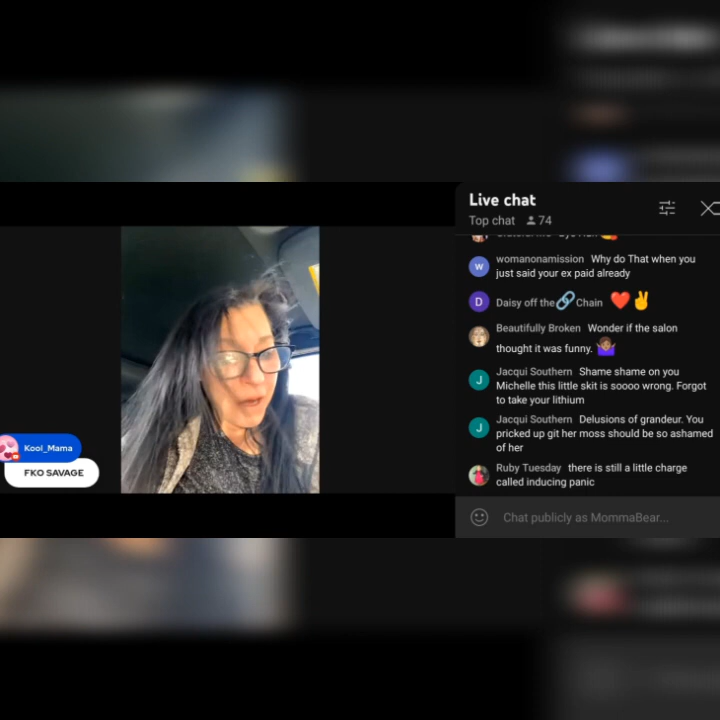 Live chat
Top chat 74
womanonamission Why do That when you
just said your ex paid already
D Daisy off the🔗Chain ❤️✌️
Beautifully Broken Wonder if the salon
thought it was funny. 🤷🏽‍♀️
J Jacqui Southern Shame shame on you
Michelle this little skit is soooo wrong. Forgot
to take your lithium
J Jacqui Southern Delusions of grandeur. You
pricked up git her moss should be so ashamed
of her
Ruby Tuesday there is still a little charge
called inducing panic
Chat publicly as MommaBear...
Kool_Mama
FKO SAVAGE